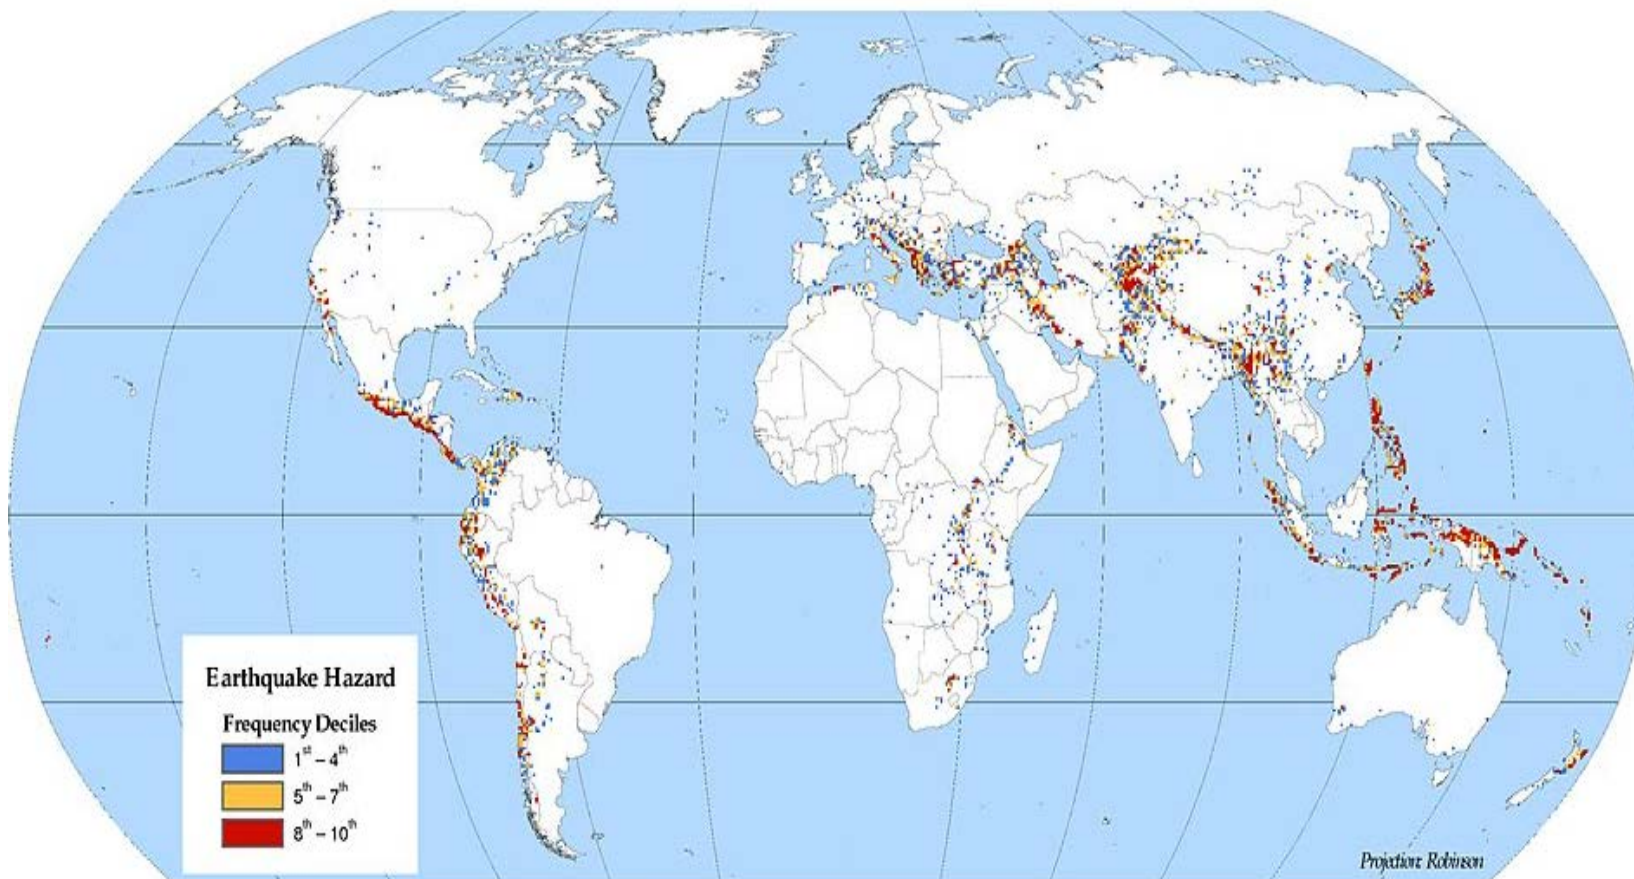 Earthquake Hazard
Frequency Deciles
1st – 4th
5th – 7th
8th – 10th
Projection: Robinson